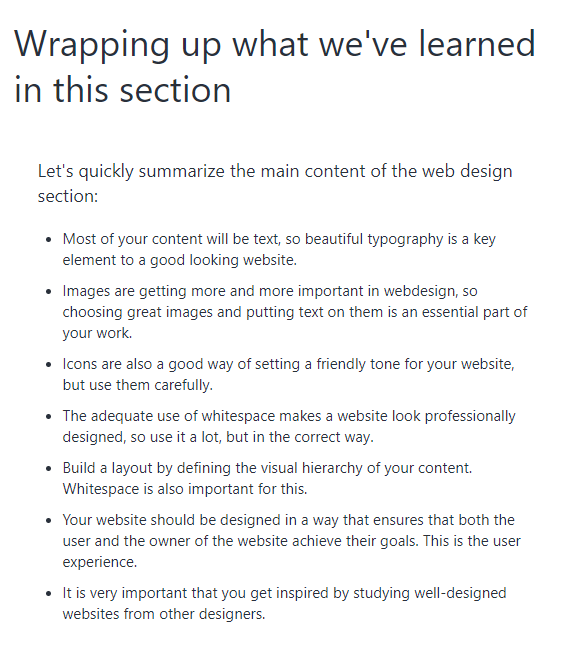 Wrapping up what we've learned
in this section
Let's quickly summarize the main content of the web design
section:
• Most of your content will be text, so beautiful typography is a key
element to a good looking website.
• Images are getting more and more important in webdesign, so
choosing great images and putting text on them is an essential part of
your work.
• Icons are also a good way of setting a friendly tone for your website,
but use them carefully.
• The adequate use of whitespace makes a website look professionally
designed, so use it a lot, but in the correct way.
• Build a layout by defining the visual hierarchy of your content.
Whitespace is also important for this.
• Your website should be designed in a way that ensures that both the
user and the owner of the website achieve their goals. This is the user
experience.
• It is very important that you get inspired by studying well-designed
websites from other designers.